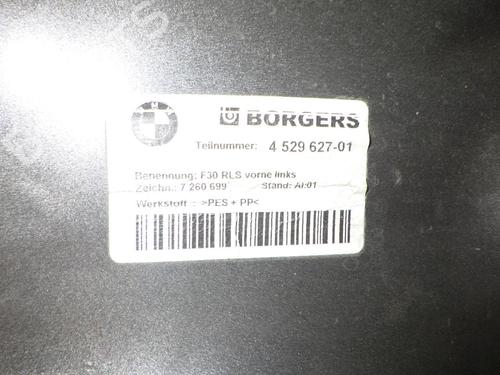 BMW
BORGERS
Teilnummer: 4 529 627-01
Benennung: F30 RLS vorne links
Zeichn.: 7 260 699 Stand: AI:01
Werkstoff : >PES + PP<